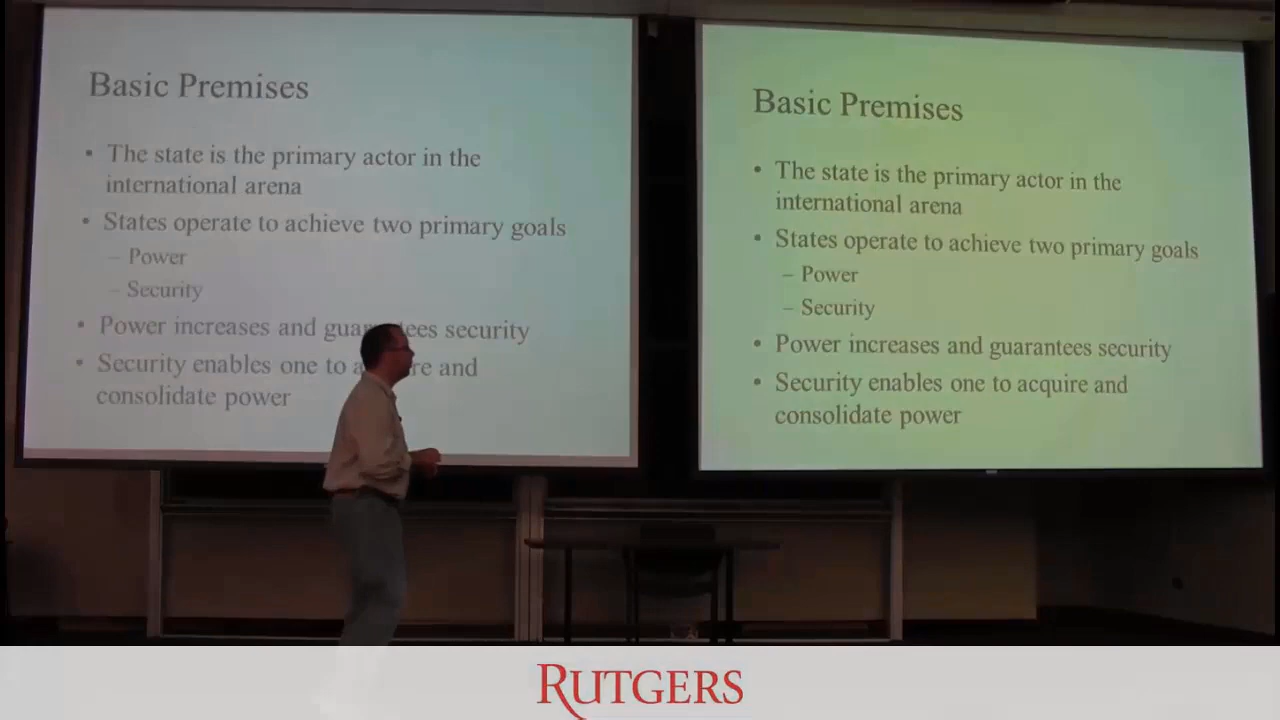 Basic Premises
• The state is the primary actor in the
international arena
• States operate to achieve two primary goals
– Power
– Security
• Power increases and guarantees security
• Security enables one to acquire and
consolidate power
Basic Premises
• The state is the primary actor in the
international arena
• States operate to achieve two primary goals
– Power
– Security
• Power increases and guarantees security
• Security enables one to acquire and
consolidate power
RUTGERS